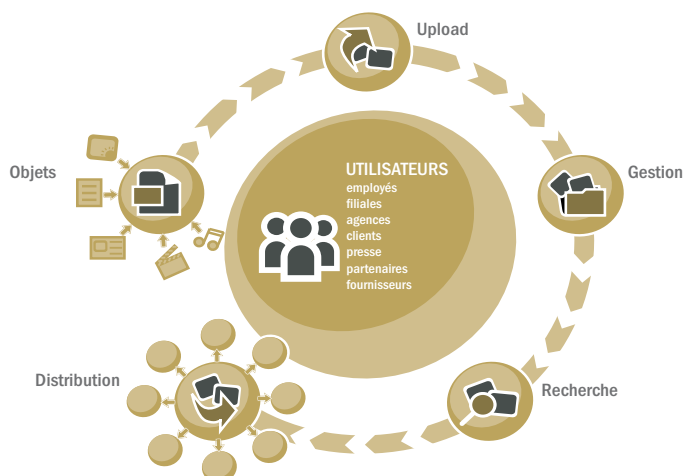 Upload
Objets
Gestion
UTILISATEURS
employés
filiales
agences
clients
presse
partenaires
fournisseurs
Distribution
Recherche